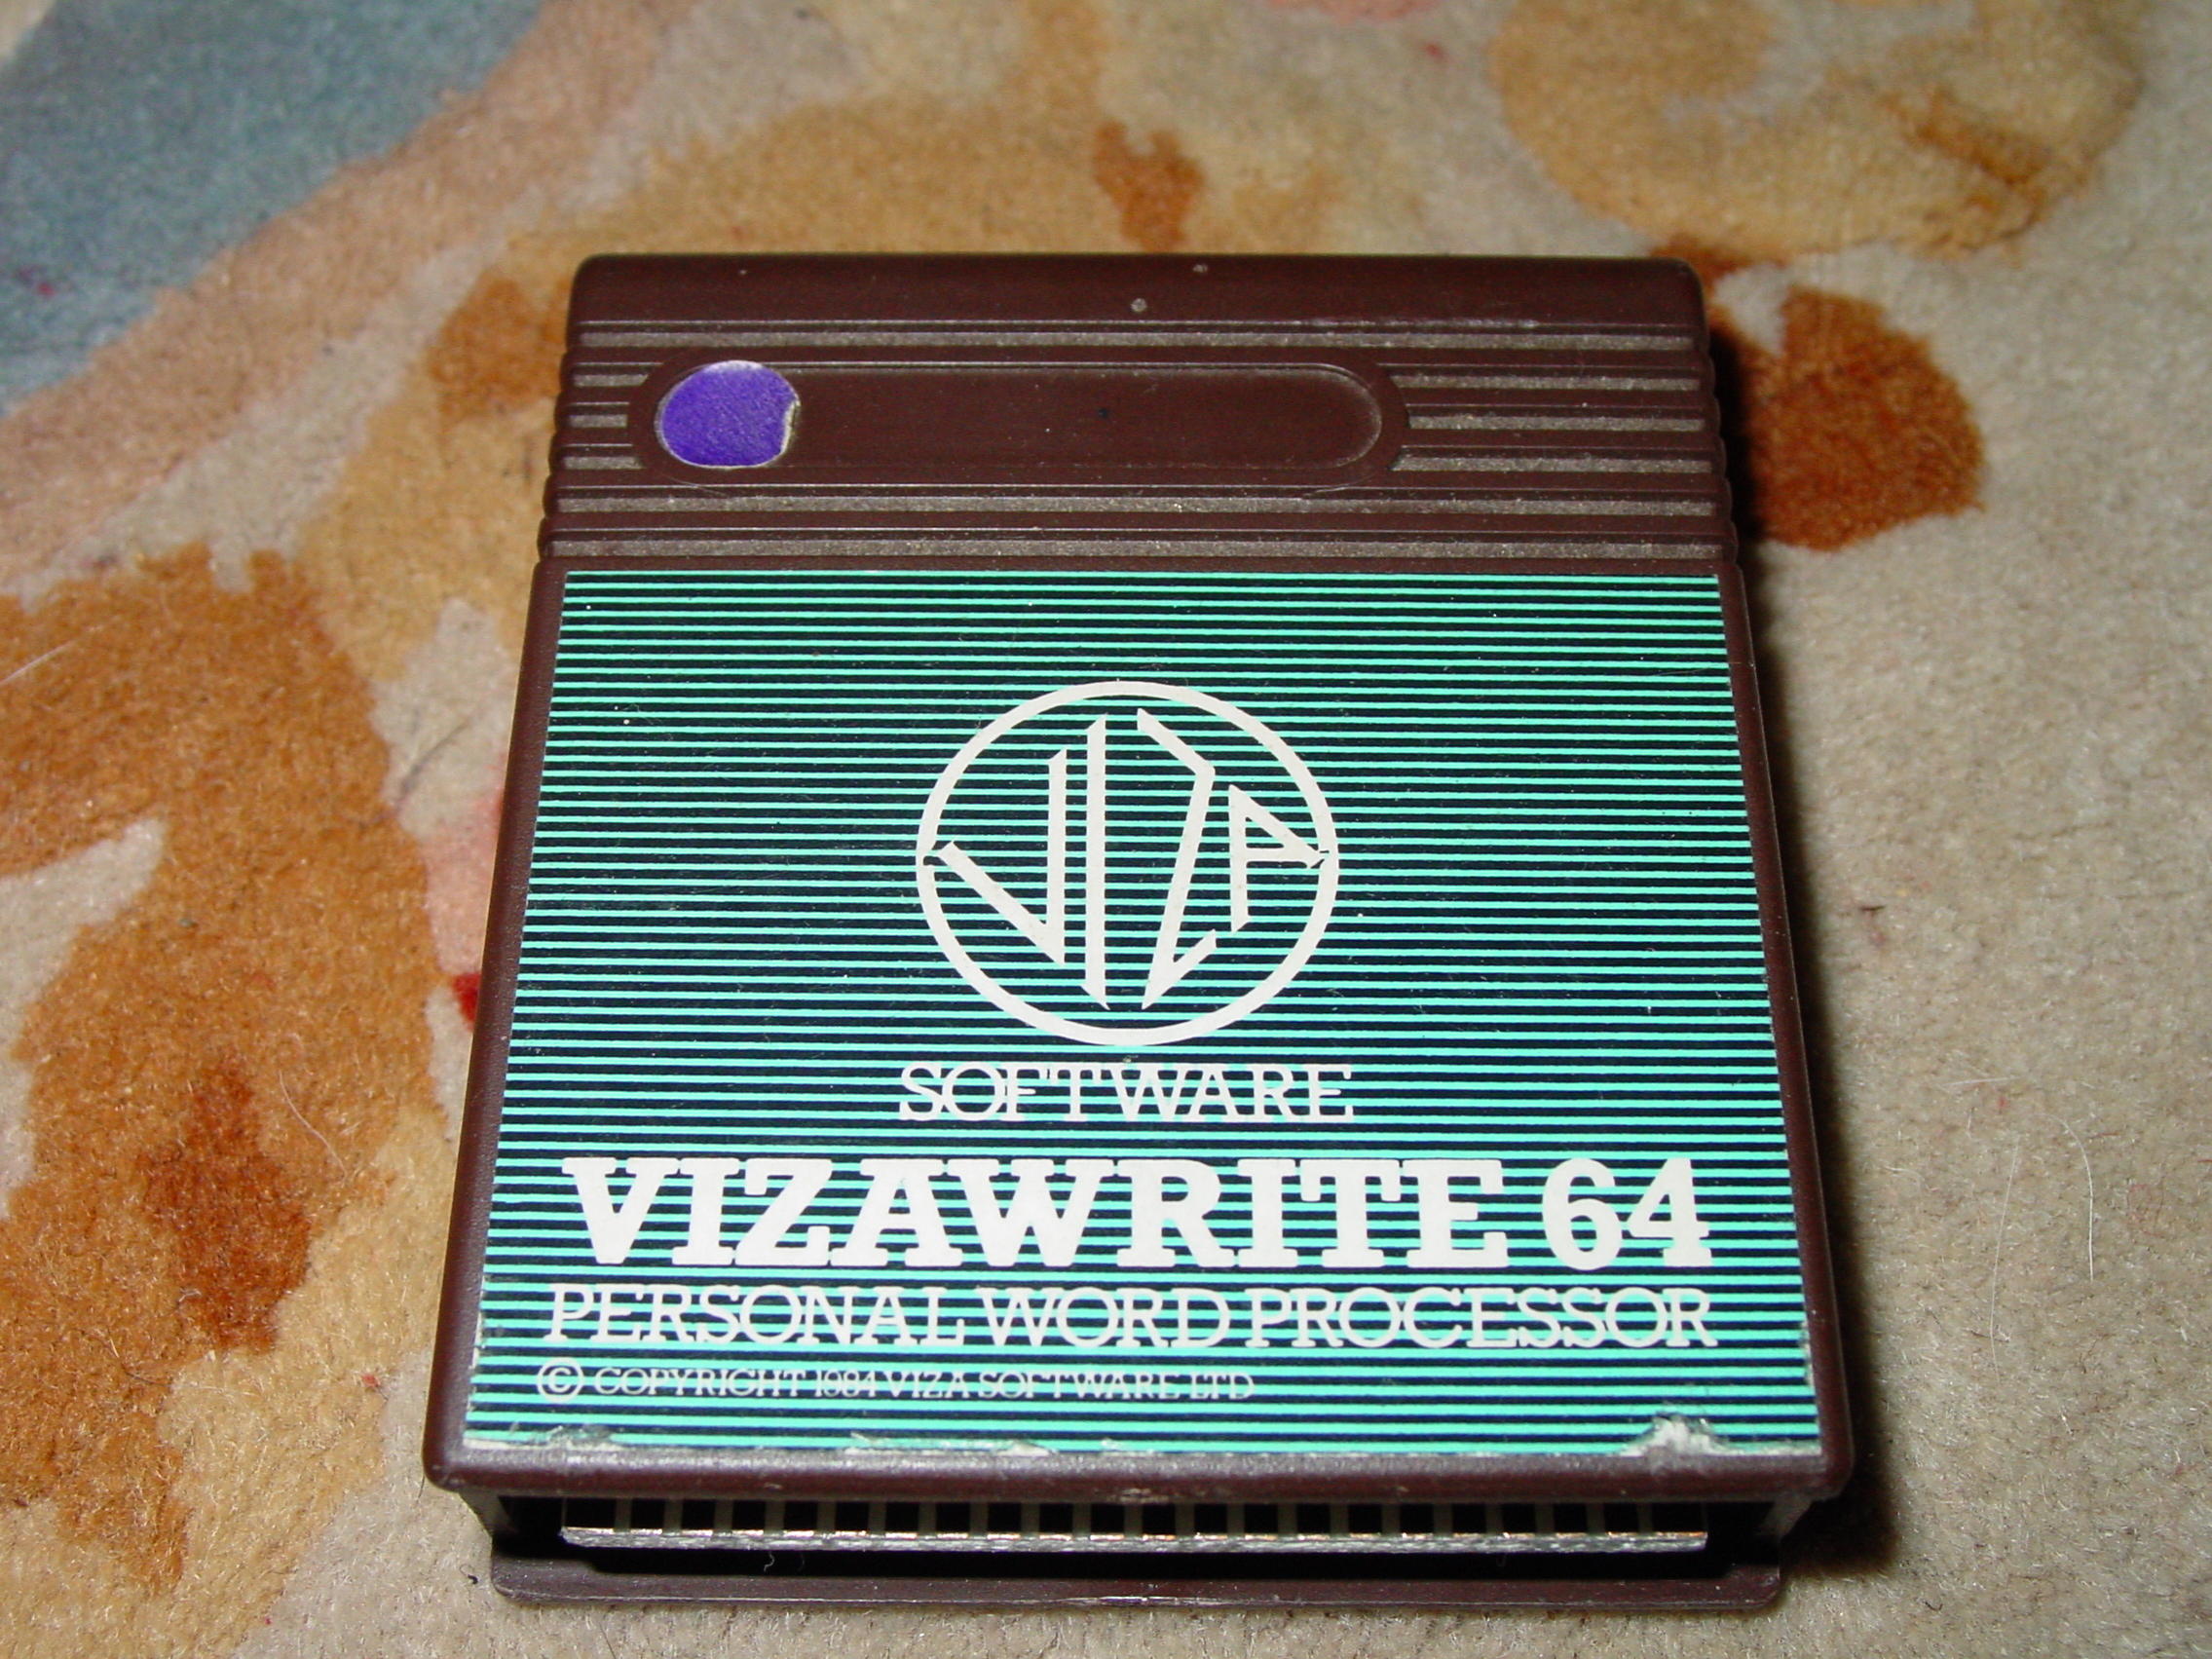 VIZA
SOFTWARE
VIZAWRITE 64
PERSONAL WORD PROCESSOR
© COPYRIGHT 1984 VIZA SOFTWARE LTD